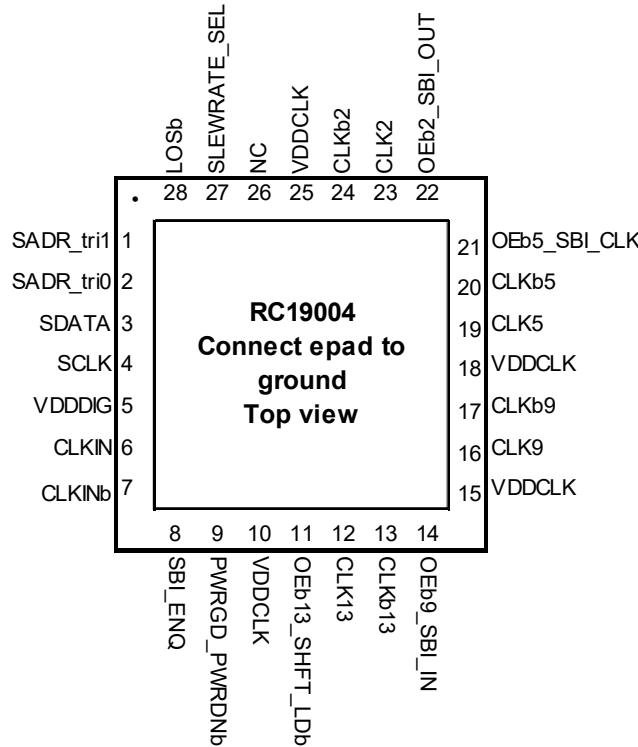 LOSb
SLEWRATE_SEL
NC
VDDCLK
CLKb2
CLK2
OEb2_SBI_OUT
28 27 26 25 24 23 22
SADR_tri1 1
SADR_tri0 2
SDATA 3
SCLK 4
VDDDIG 5
CLKIN 6
CLKINb 7
RC19004
Connect epad to
ground
Top view
21 OEb5_SBI_CLK
20 CLKb5
19 CLK5
18 VDDCLK
17 CLKb9
16 CLK9
15 VDDCLK
8 9 10 11 12 13 14
SBI_ENQ
PWRGD_PWRDNb
VDDCLK
OEb13_SHFT_LDb
CLK13
CLKb13
OEb9_SBI_IN